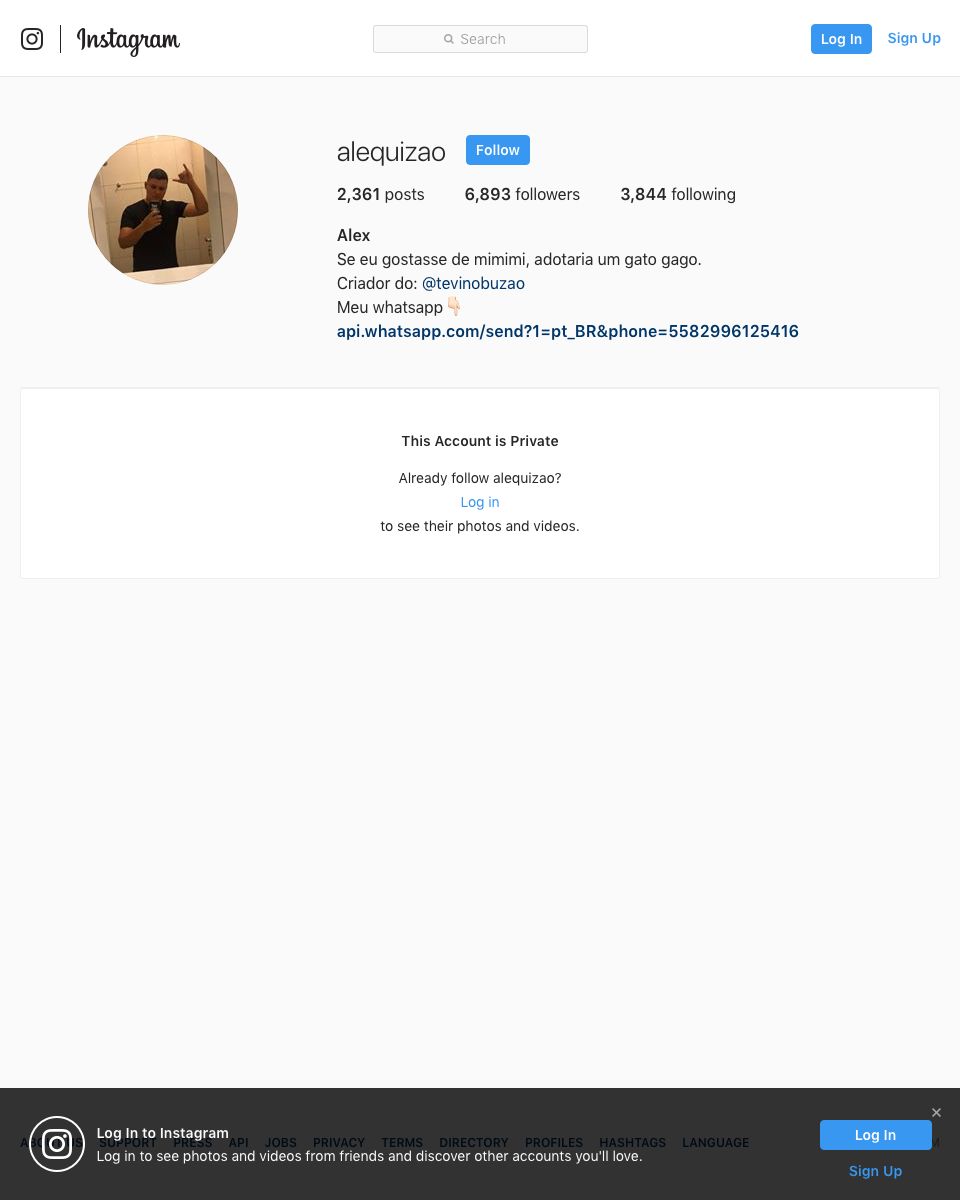 Instagram
Search
Log In
Sign Up
alequizao
Follow
2,361 posts
6,893 followers
3,844 following
Alex
Se eu gostasse de mimimi, adotaria um gato gago.
Criador do: @tevinobuzao
Meu whatsapp 👇🏻
api.whatsapp.com/send?1=pt_BR&phone=5582996125416
This Account is Private
Already follow alequizao?
Log in
to see their photos and videos.
Log In to Instagram
Log in to see photos and videos from friends and discover other accounts you'll love.
SUPPORT PRESS API JOBS PRIVACY TERMS DIRECTORY PROFILES HASHTAGS LANGUAGE
×
Log In
Sign Up